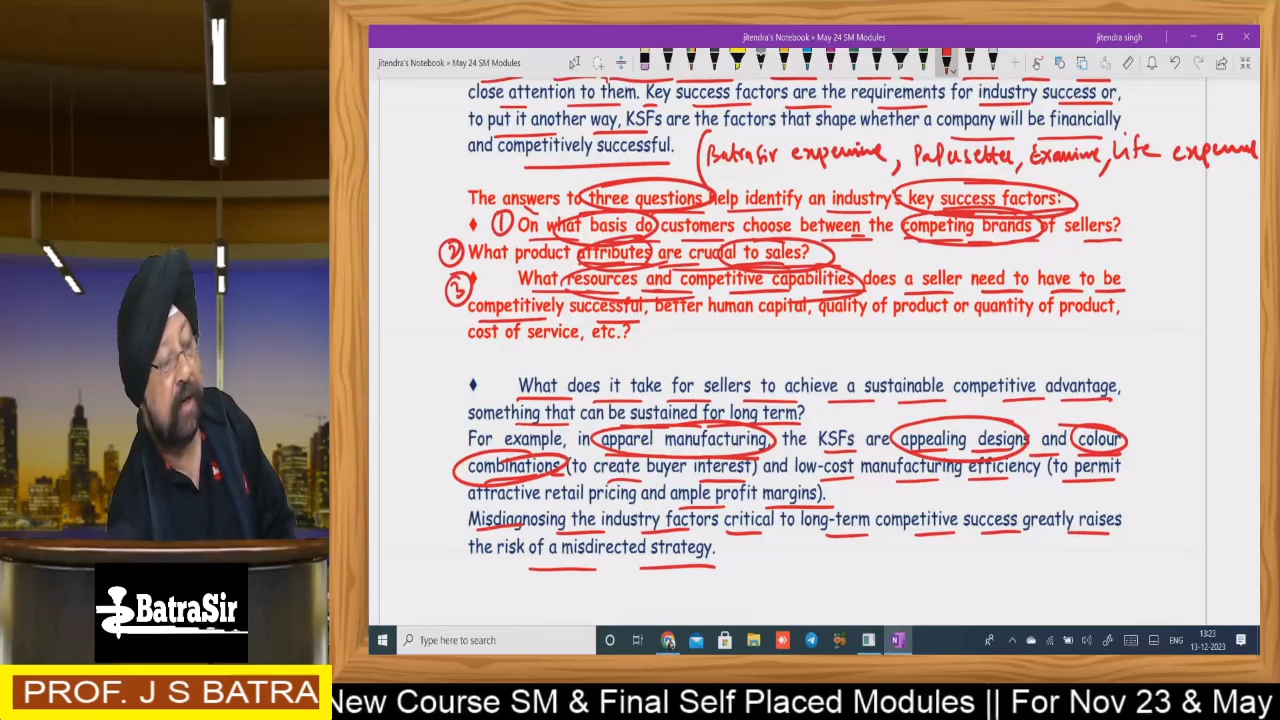 jitendra's Notebook » May 24 SM Modules
jitendra singh
jitendra's Notebook » May 24 SM Modules
close attention to them. Key success factors are the requirements for industry success or,
to put it another way, KSFs are the factors that shape whether a company will be financially
and competitively successful.
BatraSir experience, Papersetter, Examiner, Life experience
The answers to three questions help identify an industry's key success factors:
♦ ① On what basis do customers choose between the competing brands of sellers?
② What product attributes are crucial to sales?
♦ What resources and competitive capabilities does a seller need to have to be
③ competitively successful, better human capital, quality of product or quantity of product,
cost of service, etc.?
♦ What does it take for sellers to achieve a sustainable competitive advantage,
something that can be sustained for long term?
For example, in apparel manufacturing, the KSFs are appealing designs and colour
combinations (to create buyer interest) and low-cost manufacturing efficiency (to permit
attractive retail pricing and ample profit margins).
Misdiagnosing the industry factors critical to long-term competitive success greatly raises
the risk of a misdirected strategy.
BatraSir
Type here to search
ENG
13:23
13-12-2023
PROF. J S BATRA
New Course SM & Final Self Placed Modules || For Nov 23 & May